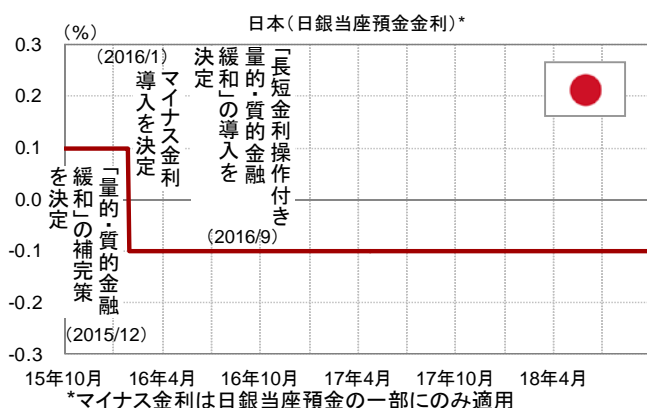 日本（日銀当座預金金利）*
（%）
0.3
0.2
0.1
0.0
-0.1
-0.2
-0.3
（2016/1）
マイナス金利
導入を決定
「長短金利操作付き
量的・質的金融
緩和」の導入を
決定
（2016/9）
「量的・質的金融
緩和」の補完策
を決定
（2015/12）
15年10月
16年4月
16年10月
17年4月
17年10月
18年4月
*マイナス金利は日銀当座預金の一部にのみ適用